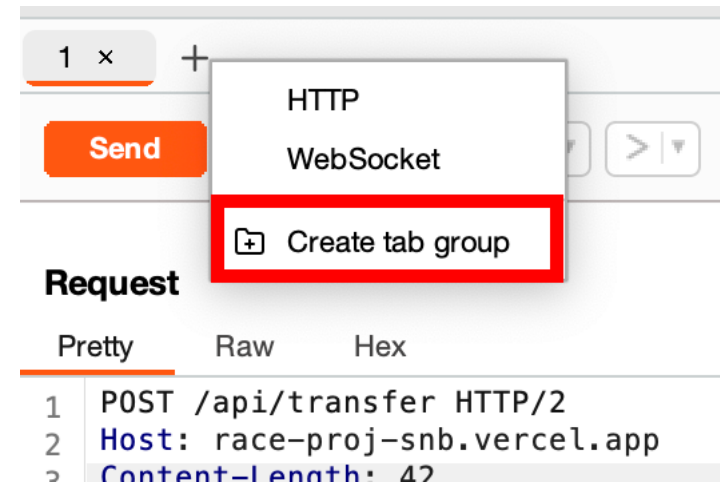 1 × +
HTTP
Send
WebSocket
Create tab group
Request
Pretty Raw Hex
1 POST /api/transfer HTTP/2
2 Host: race-proj-snb.vercel.app
3 Content-Length: 42